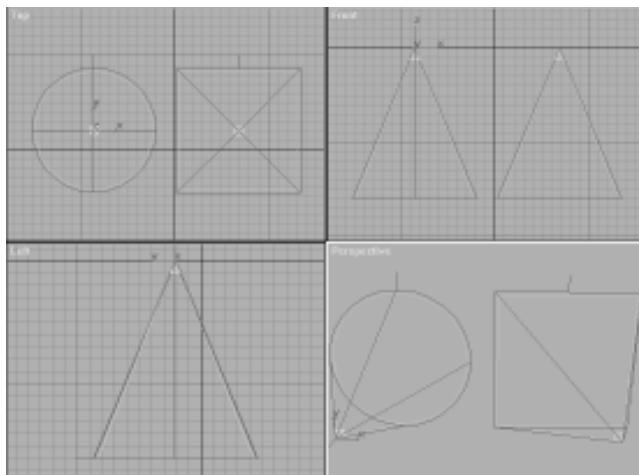 Top
Front
z
y x
y
x
Left
Perspective
y